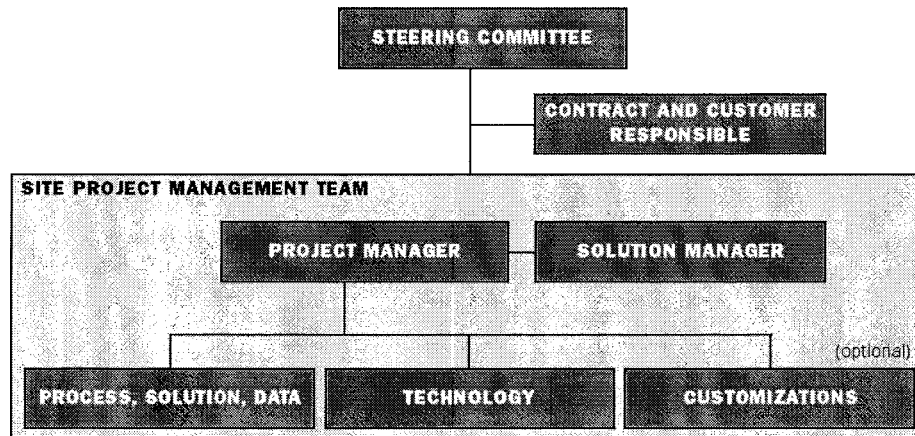 STEERING COMMITTEE
CONTRACT AND CUSTOMER
RESPONSIBLE
SITE PROJECT MANAGEMENT TEAM
PROJECT MANAGER
SOLUTION MANAGER
(optional)
PROCESS, SOLUTION, DATA
TECHNOLOGY
CUSTOMIZATIONS